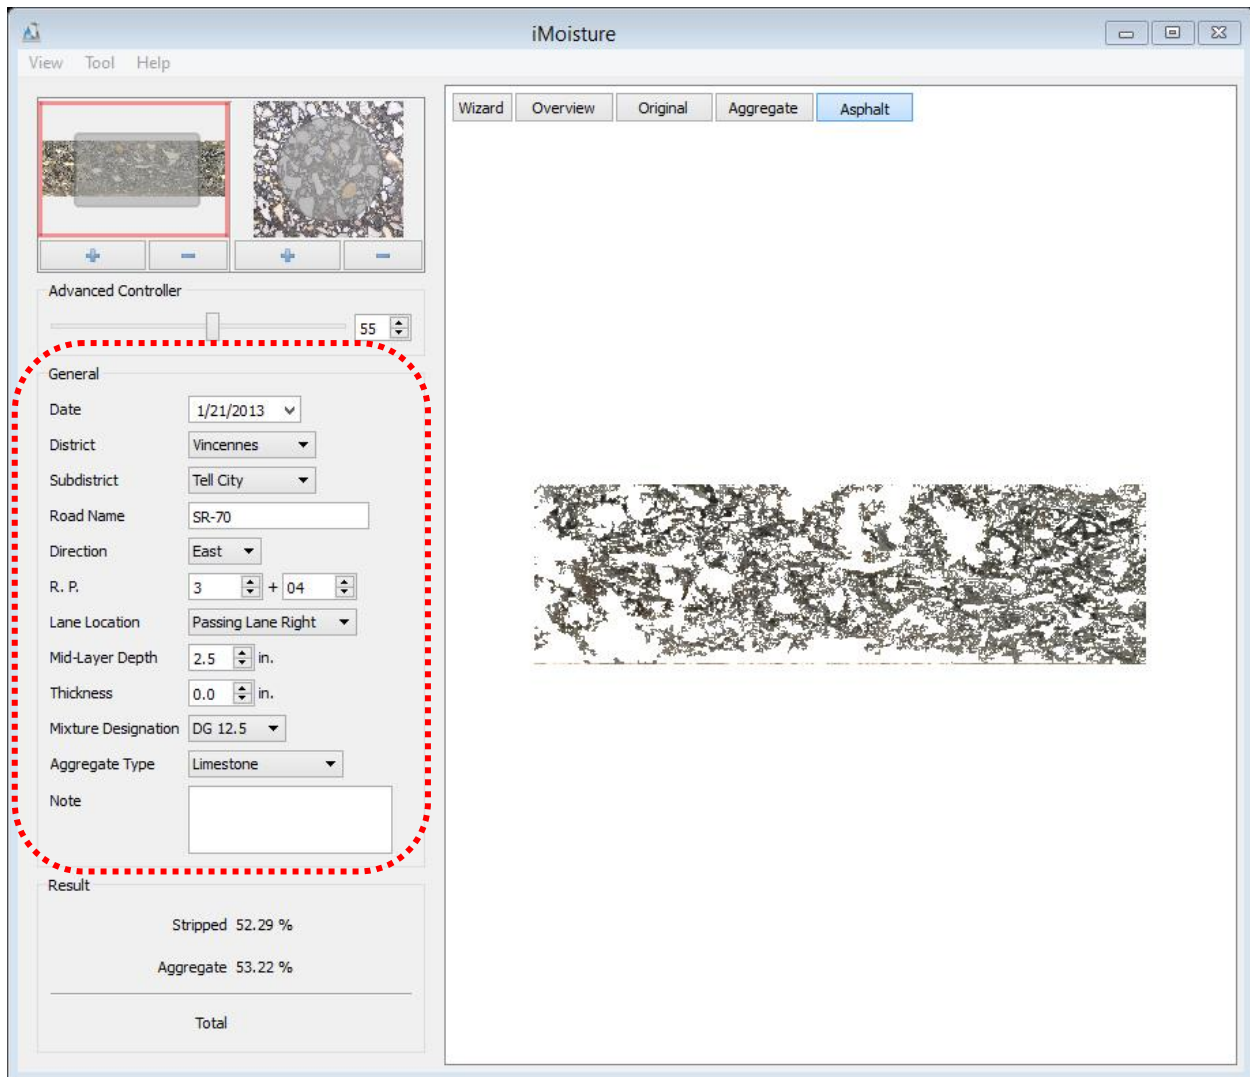 iMoisture
View Tool Help
Wizard Overview Original Aggregate Asphalt
Advanced Controller
55
General
Date 1/21/2013
District Vincennes
Subdistrict Tell City
Road Name SR-70
Direction East
R. P. 3 + 04
Lane Location Passing Lane Right
Mid-Layer Depth 2.5 in.
Thickness 0.0 in.
Mixture Designation DG 12.5
Aggregate Type Limestone
Note
Result
Stripped 52.29 %
Aggregate 53.22 %
Total